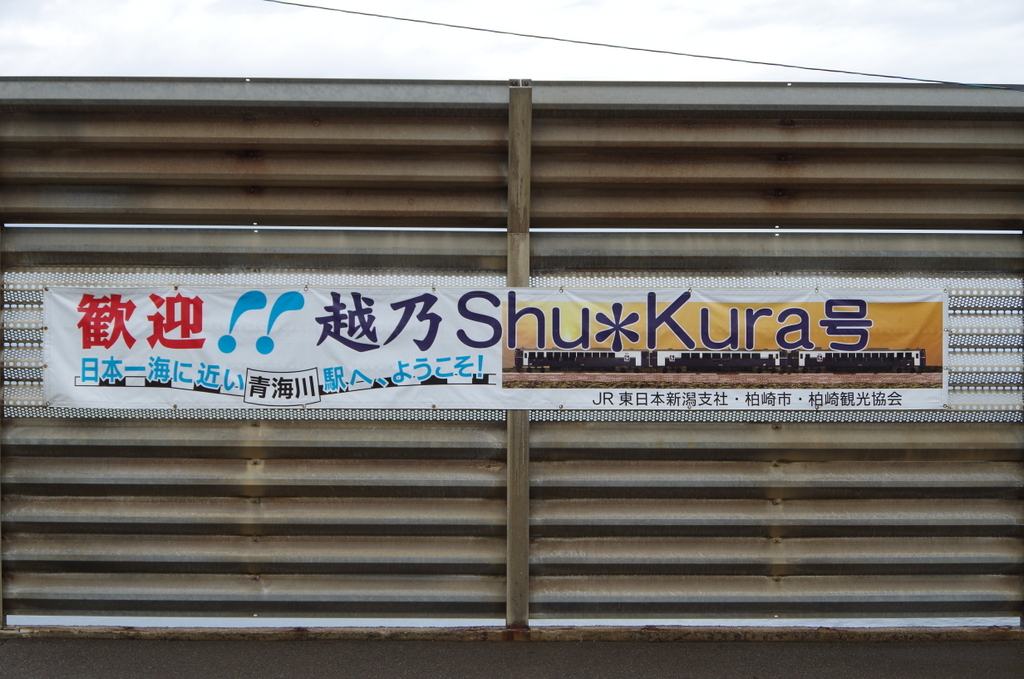 歓迎!! 越乃Shu*Kura号
日本一海に近い青海川駅へ、ようこそ!
JR東日本新潟支社・柏崎市・柏崎観光協会